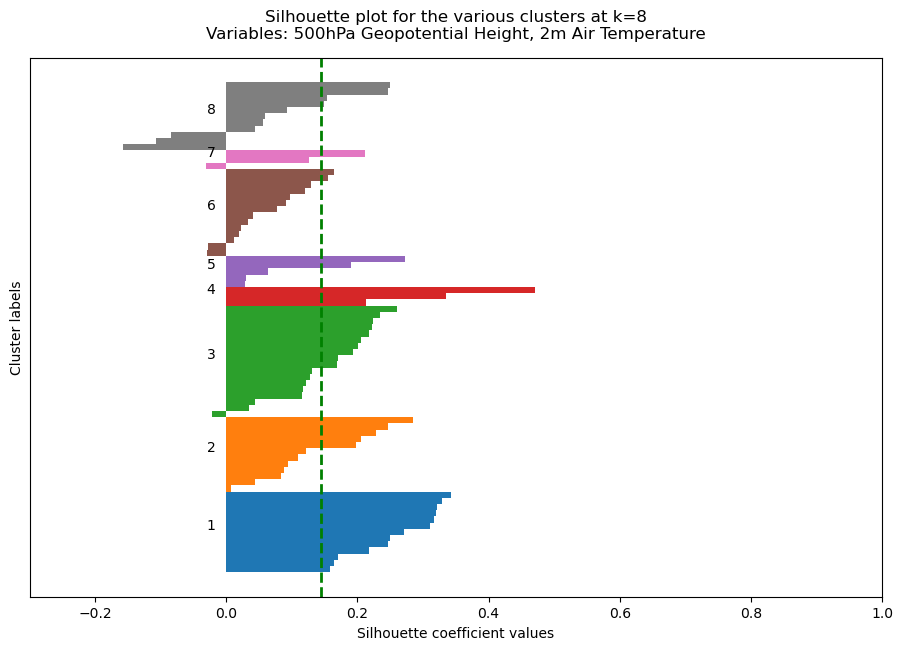 Silhouette plot for the various clusters at k=8
Variables: 500hPa Geopotential Height, 2m Air Temperature
Cluster labels
8
7
6
5
4
3
2
1
−0.2 0.0 0.2 0.4 0.6 0.8 1.0
Silhouette coefficient values